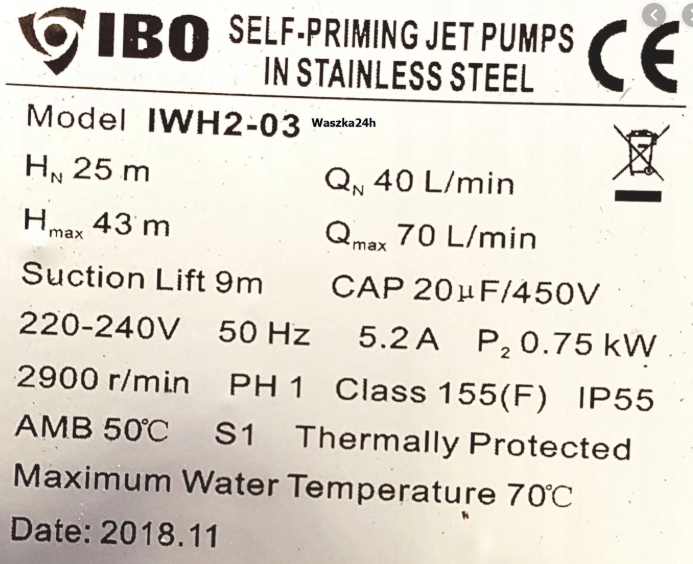 IBO SELF-PRIMING JET PUMPS
IN STAINLESS STEEL
CE
Model IWH2-03 Waszka24h
HN 25 m QN 40 L/min
Hmax 43 m Qmax 70 L/min
Suction Lift 9m CAP 20μF/450V
220-240V 50 Hz 5.2 A P2 0.75 kW
2900 r/min PH 1 Class 155(F) IP55
AMB 50℃ S1 Thermally Protected
Maximum Water Temperature 70℃
Date: 2018.11